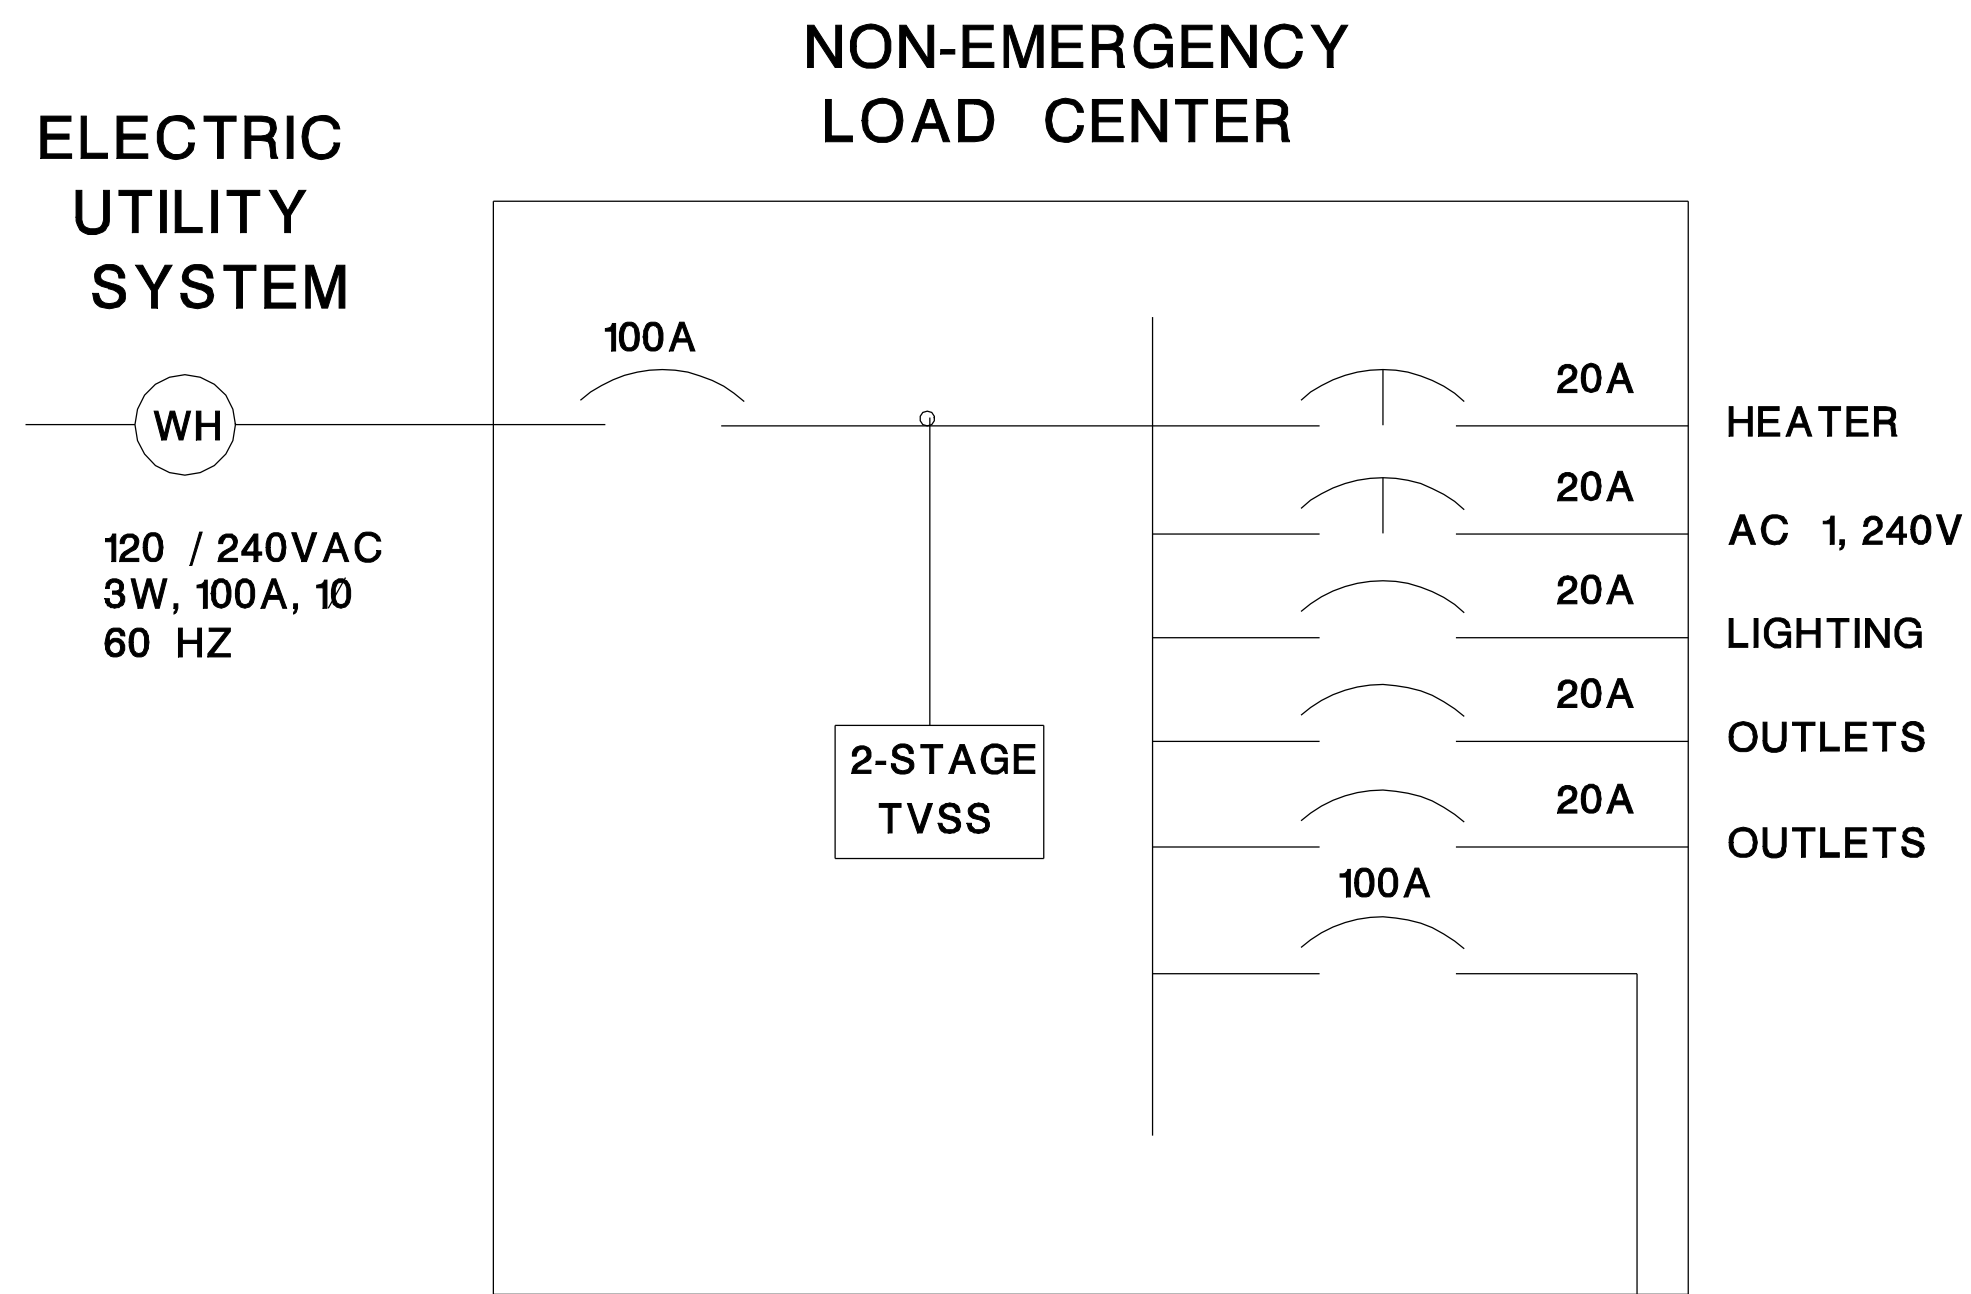 NON-EMERGENCY
LOAD CENTER
ELECTRIC
UTILITY
SYSTEM
100A
20A
WH
HEATER
20A
AC 1, 240V
120 / 240VAC
3W, 100A, 1Ø
60 HZ
20A
LIGHTING
20A
OUTLETS
2-STAGE
TVSS
20A
OUTLETS
100A